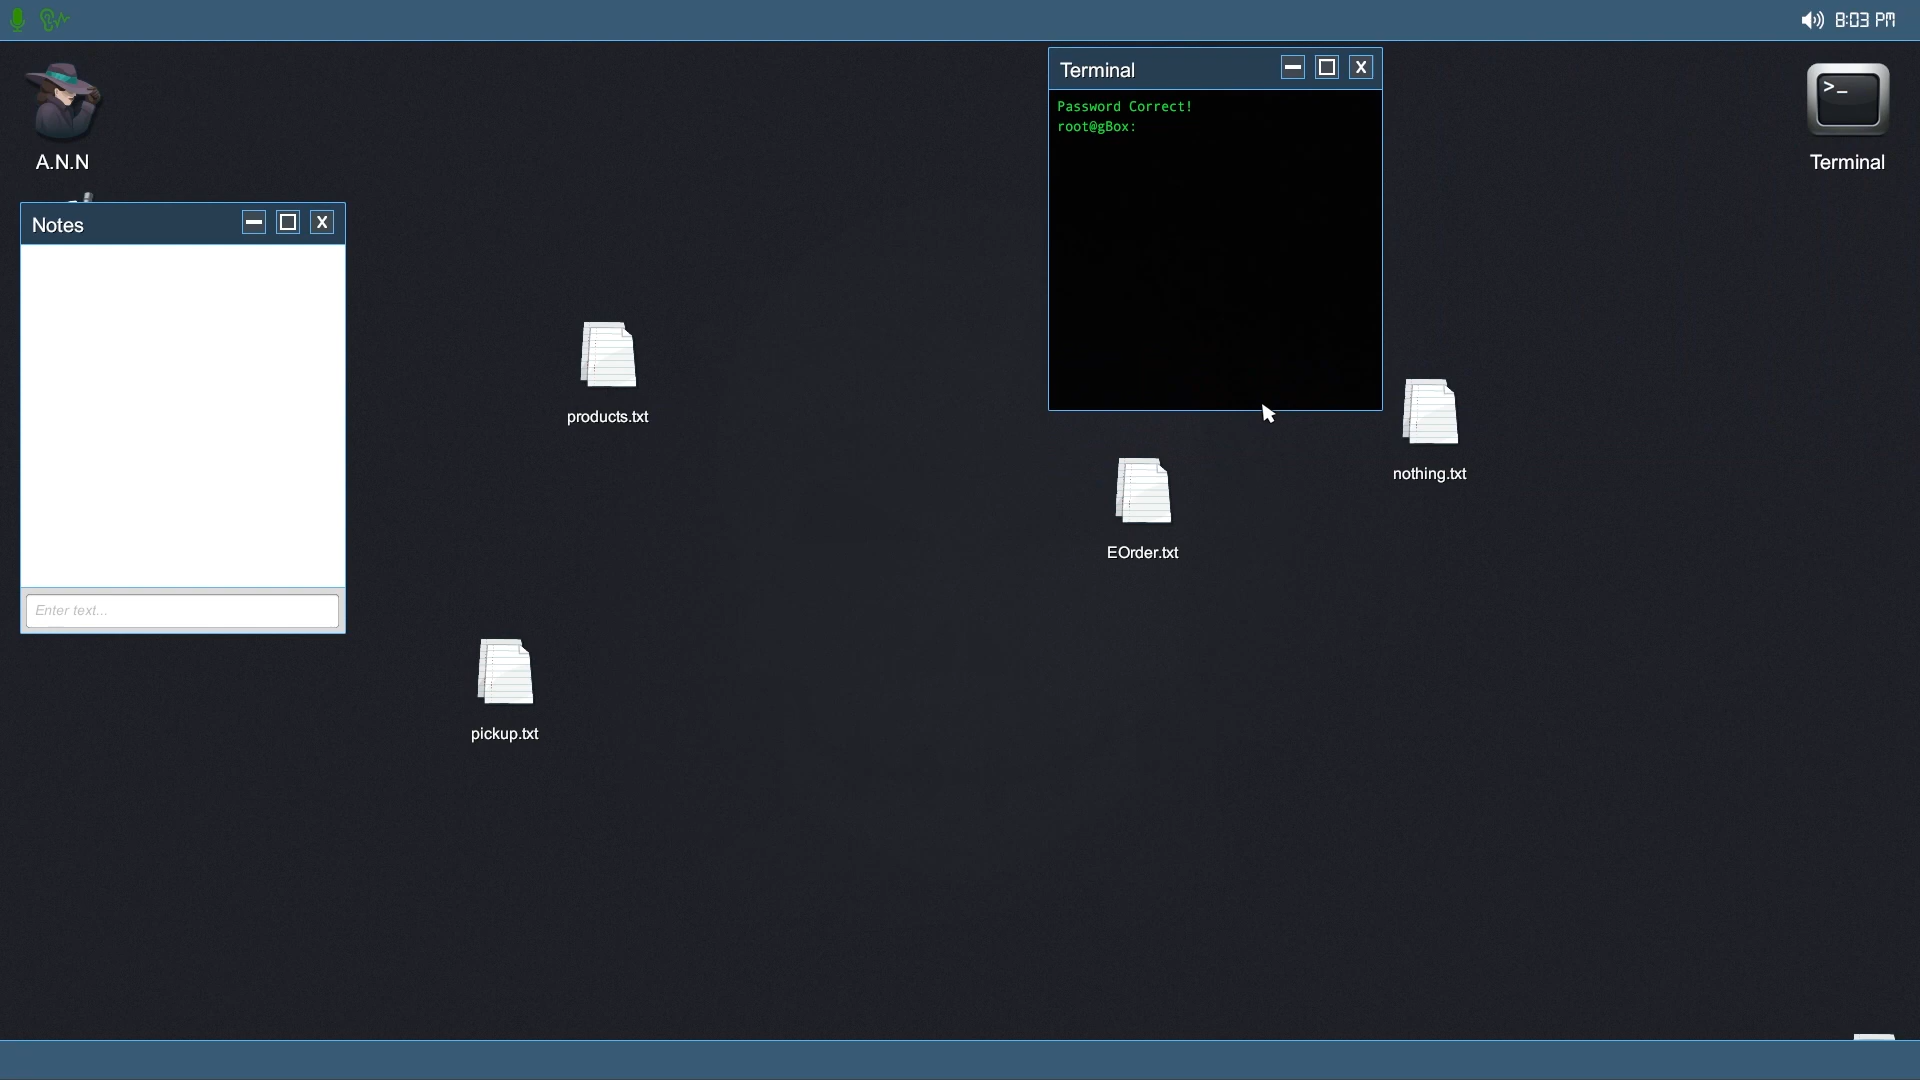 8:03 PM
A.N.N
Terminal
Password Correct!
root@gBox:
>_
Terminal
Notes
Enter text...
products.txt
nothing.txt
EOrder.txt
pickup.txt